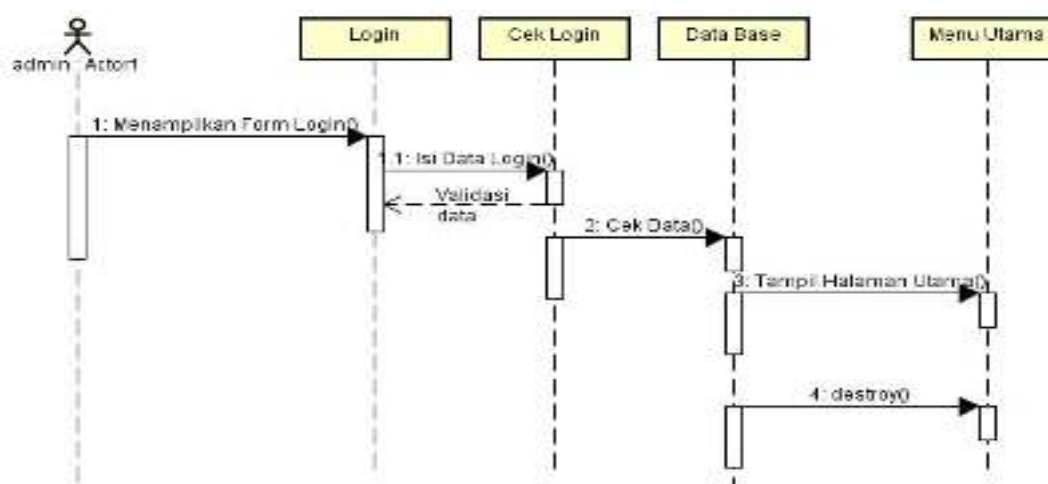 Login
Cek Login
Data Base
Menu Utama
admin : Actor1
1: Menampilkan Form Login()
1.1: Isi Data Login()
Validasi
data
2: Cek Data()
3: Tampil Halaman Utama()
4: destroy()